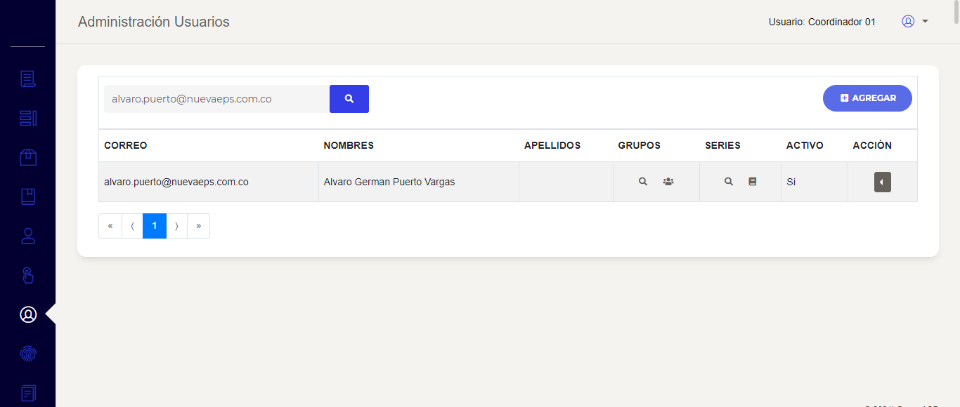 Administración Usuarios
Usuario: Coordinador 01
alvaro.puerto@nuevaeps.com.co
AGREGAR
CORREO NOMBRES APELLIDOS GRUPOS SERIES ACTIVO ACCIÓN
alvaro.puerto@nuevaeps.com.co Alvaro German Puerto Vargas Si
« ⟨ 1 ⟩ »